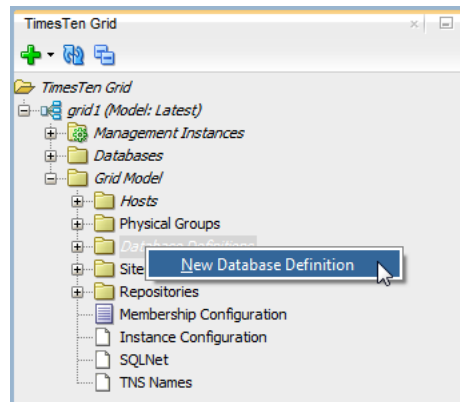 TimesTen Grid
TimesTen Grid
grid1 (Model: Latest)
Management Instances
Databases
Grid Model
Hosts
Physical Groups
Database Definitions
New Database Definition
Site
Repositories
Membership Configuration
Instance Configuration
SQLNet
TNS Names